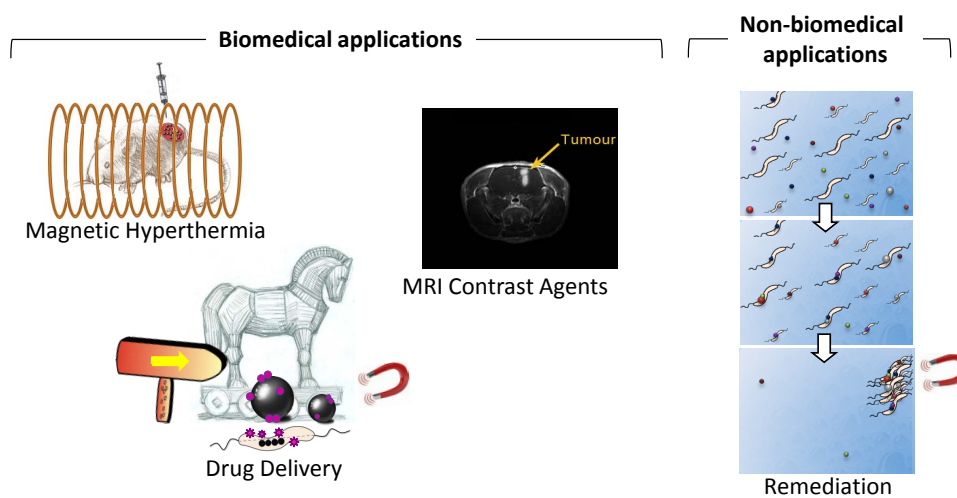 Biomedical applications
Non-biomedical
applications
Tumour
Magnetic Hyperthermia
MRI Contrast Agents
Drug Delivery
Remediation